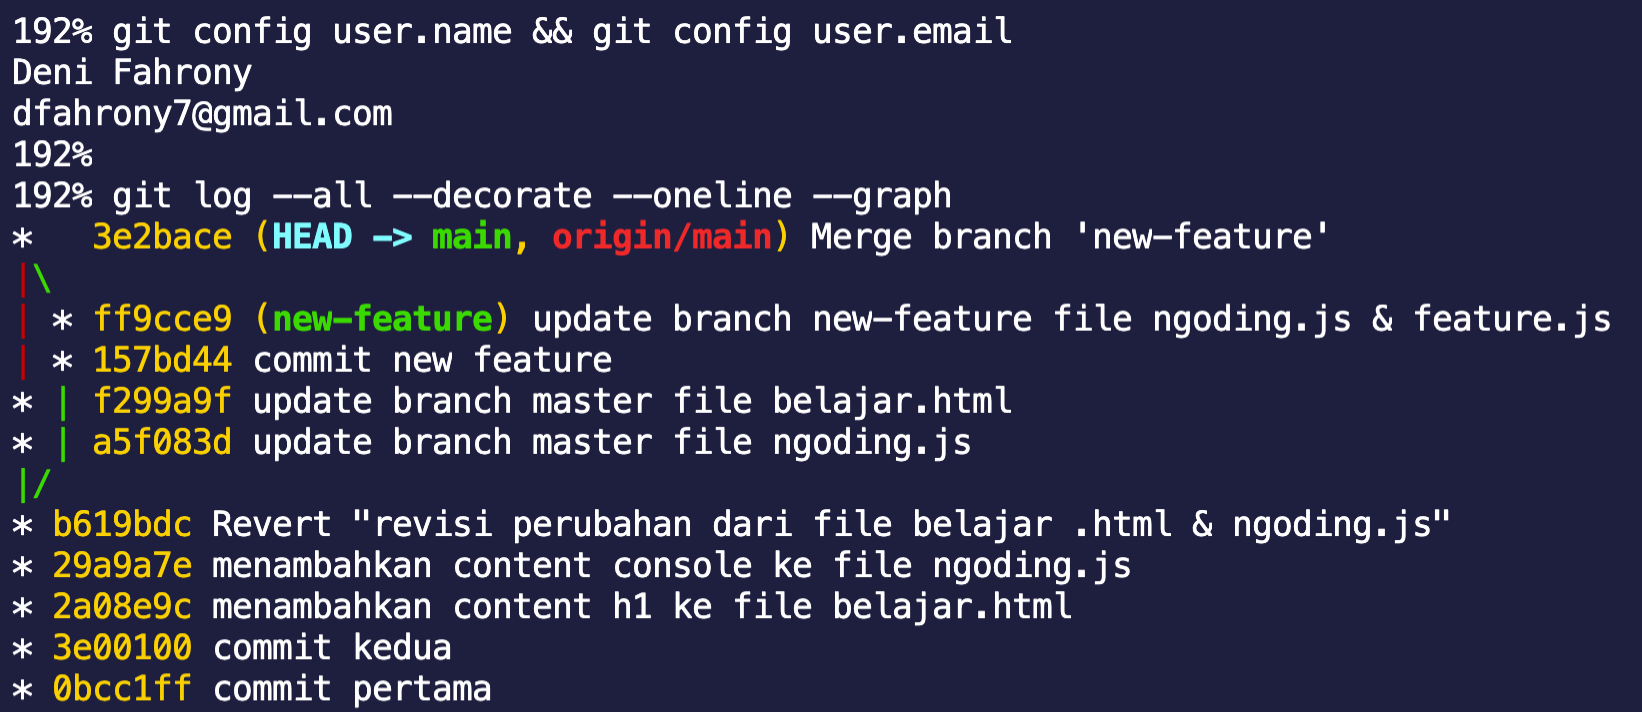 192% git config user.name && git config user.email
Deni Fahrony
dfahrony7@gmail.com
192%
192% git log --all --decorate --oneline --graph
*   3e2bace (HEAD -> main, origin/main) Merge branch 'new-feature'
|\
| * ff9cce9 (new-feature) update branch new-feature file ngoding.js & feature.js
| * 157bd44 commit new feature
* | f299a9f update branch master file belajar.html
* | a5f083d update branch master file ngoding.js
|/
* b619bdc Revert "revisi perubahan dari file belajar .html & ngoding.js"
* 29a9a7e menambahkan content console ke file ngoding.js
* 2a08e9c menambahkan content h1 ke file belajar.html
* 3e00100 commit kedua
* 0bcc1ff commit pertama